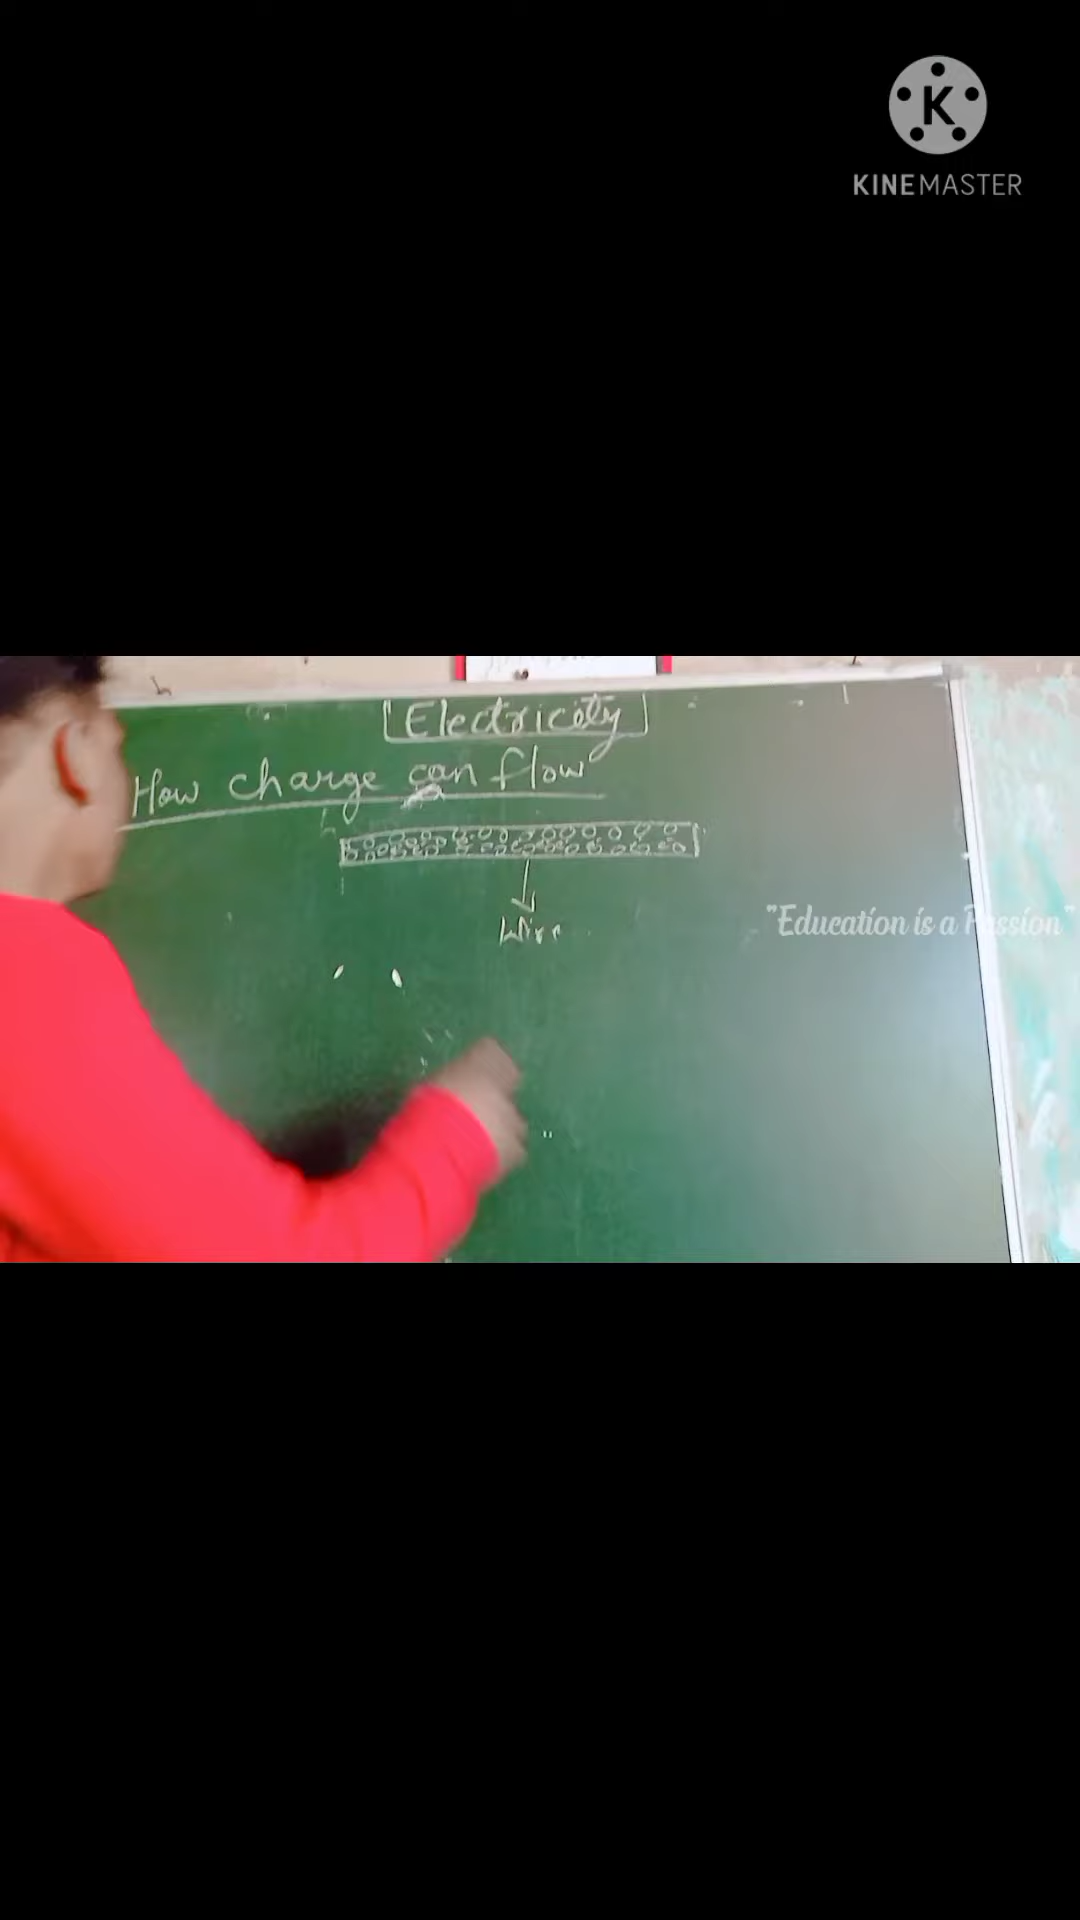 K
KINEMASTER
Electricity
How charge can flow
Wire
"Education is a Passion"